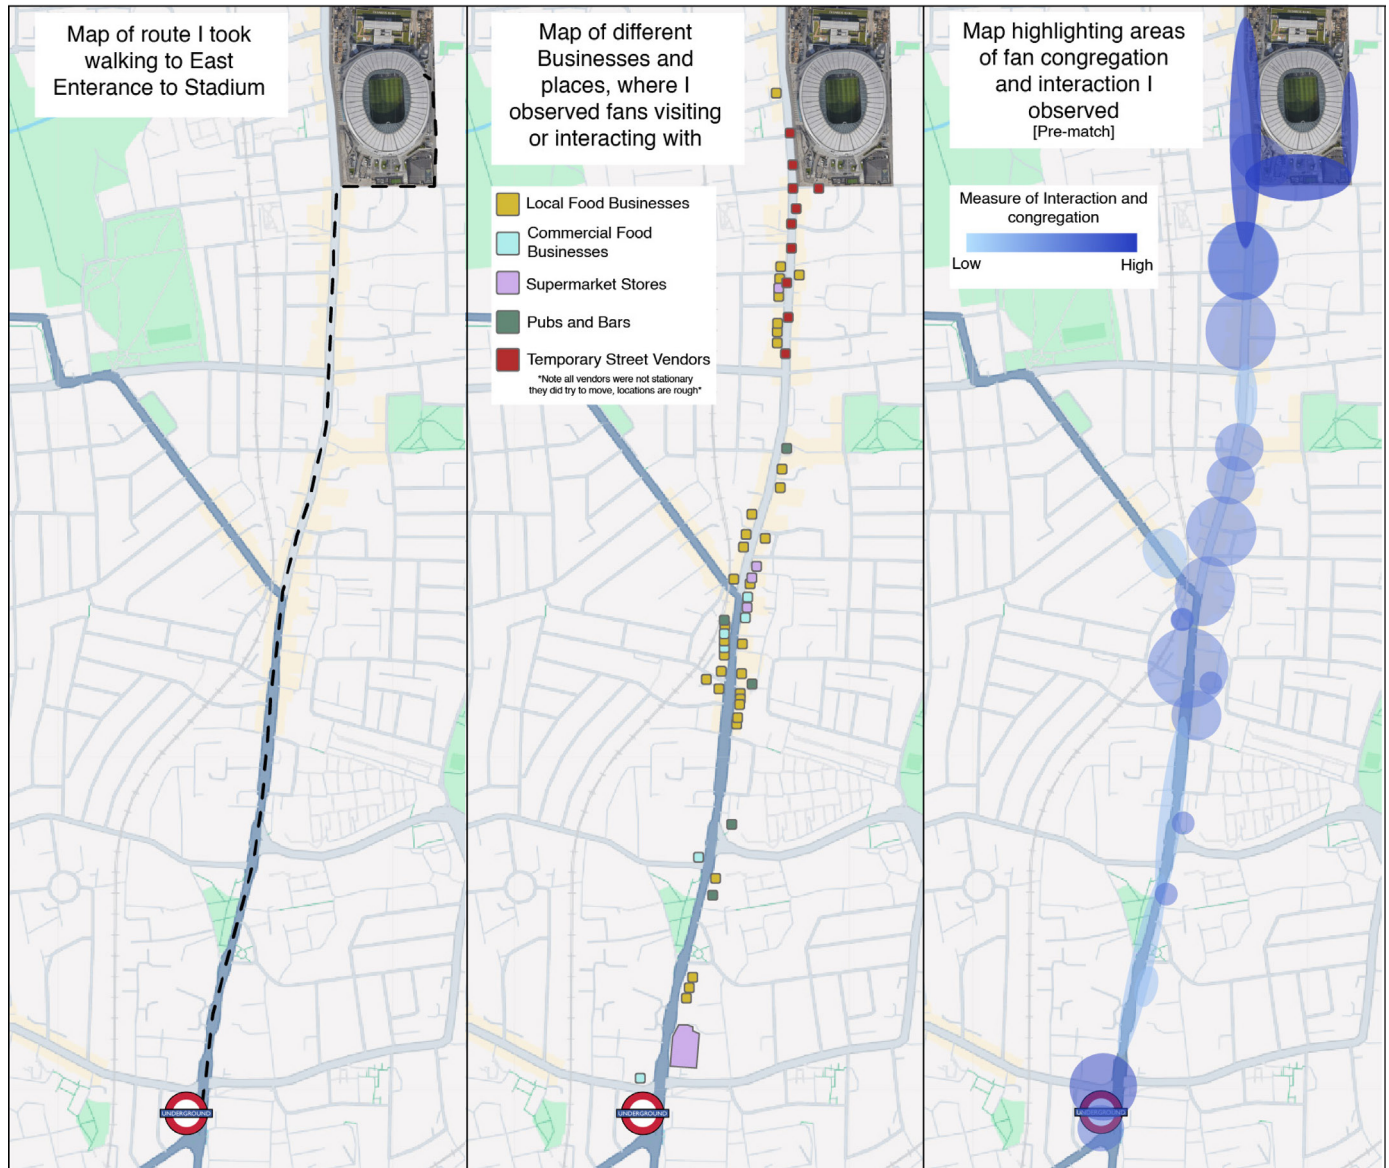 Map of route I took
walking to East
Enterance to Stadium
UNDERGROUND
Map of different
Businesses and
places, where I
observed fans visiting
or interacting with
Local Food Businesses
Commercial Food
Businesses
Supermarket Stores
Pubs and Bars
Temporary Street Vendors
*Note all vendors were not stationary
they did try to move, locations are rough*
UNDERGROUND
Map highlighting areas
of fan congregation
and interaction I
observed
[Pre-match]
Measure of Interaction and
congregation
Low
High